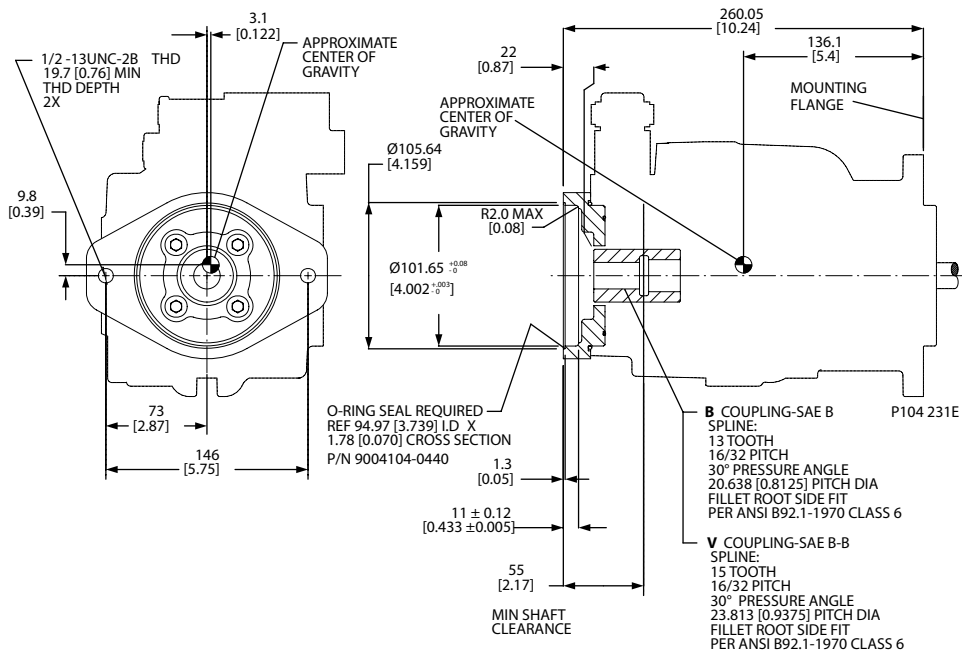 3.1
[0.122]
APPROXIMATE
CENTER OF
GRAVITY
1/2 -13UNC-2B THD
19.7 [0.76] MIN
THD DEPTH
2X
9.8
[0.39]
73
[2.87]
146
[5.75]
260.05
[10.24]
22
[0.87]
136.1
[5.4]
MOUNTING
FLANGE
APPROXIMATE
CENTER OF
GRAVITY
Ø105.64
[4.159]
R2.0 MAX
[0.08]
Ø101.65 +0.08 -0
[4.002 +.003 -0]
O-RING SEAL REQUIRED
REF 94.97 [3.739] I.D X
1.78 [0.070] CROSS SECTION
P/N 9004104-0440
1.3
[0.05]
11 ± 0.12
[0.433 ±0.005]
55
[2.17]
MIN SHAFT
CLEARANCE
P104 231E
B COUPLING-SAE B
SPLINE:
13 TOOTH
16/32 PITCH
30° PRESSURE ANGLE
20.638 [0.8125] PITCH DIA
FILLET ROOT SIDE FIT
PER ANSI B92.1-1970 CLASS 6
V COUPLING-SAE B-B
SPLINE:
15 TOOTH
16/32 PITCH
30° PRESSURE ANGLE
23.813 [0.9375] PITCH DIA
FILLET ROOT SIDE FIT
PER ANSI B92.1-1970 CLASS 6